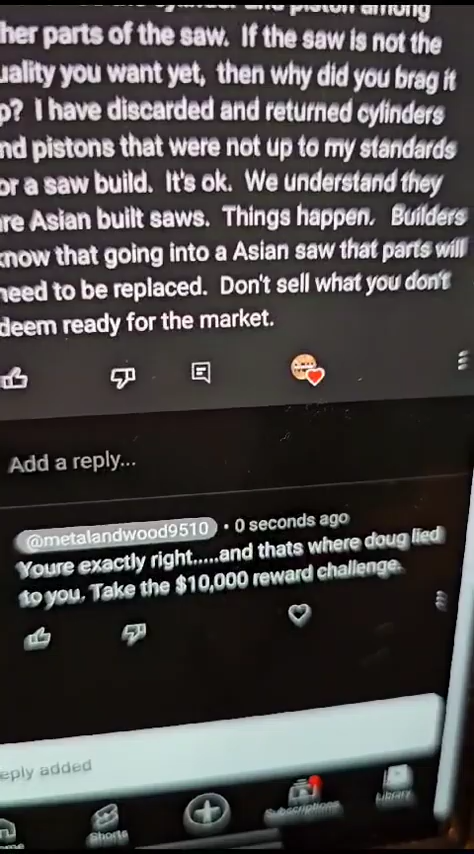 piston among
her parts of the saw. If the saw is not the
uality you want yet, then why did you brag it
p? I have discarded and returned cylinders
nd pistons that were not up to my standards
or a saw build. It's ok. We understand they
re Asian built saws. Things happen. Builders
know that going into a Asian saw that parts will
need to be replaced. Don't sell what you don't
deem ready for the market.
Add a reply...
@metalandwood9510 • 0 seconds ago
Youre exactly right.....and thats where doug lied
to you. Take the $10,000 reward challenge.
eply added
Shorts
Subscriptions
Library